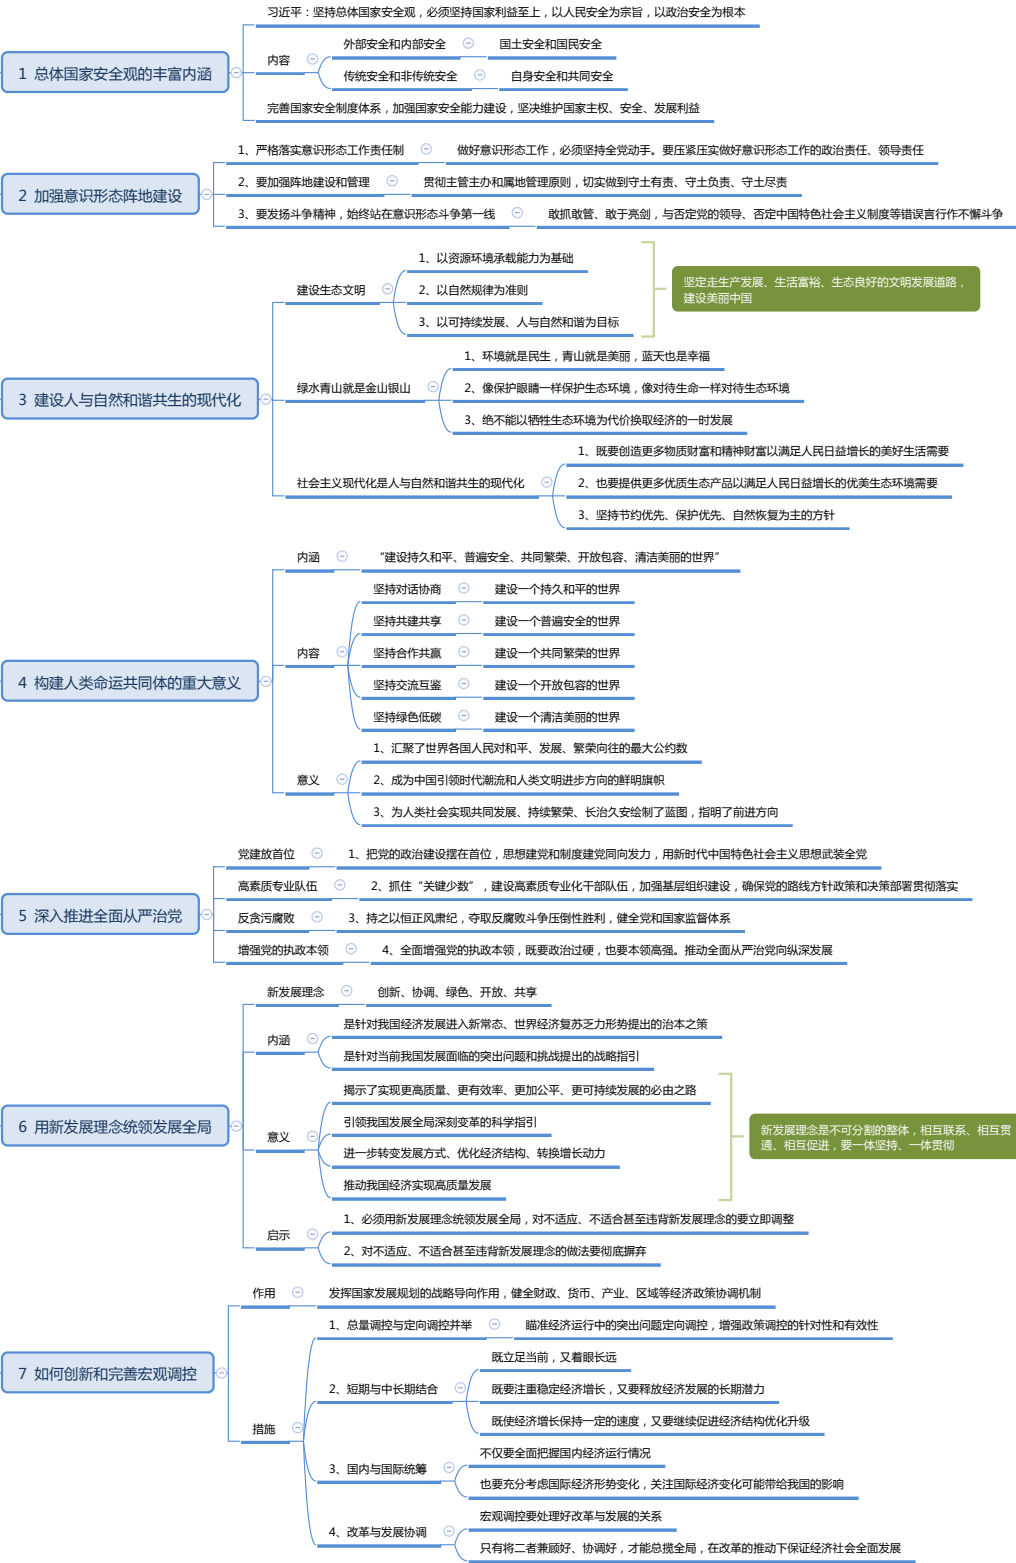 习近平：坚持总体国家安全观，必须坚持国家利益至上，以人民安全为宗旨，以政治安全为根本
1 总体国家安全观的丰富内涵
内容
外部安全和内部安全
国土安全和国民安全
传统安全和非传统安全
自身安全和共同安全
完善国家安全制度体系，加强国家安全能力建设，坚决维护国家主权、安全、发展利益
2 加强意识形态阵地建设
1、严格落实意识形态工作责任制
做好意识形态工作，必须坚持全党动手。要压紧压实做好意识形态工作的政治责任、领导责任
2、要加强阵地建设和管理
贯彻主管主办和属地管理原则，切实做到守土有责、守土负责、守土尽责
3、要发扬斗争精神，始终站在意识形态斗争第一线
敢抓敢管、敢于亮剑，与否定党的领导、否定中国特色社会主义制度等错误言行作不懈斗争
3 建设人与自然和谐共生的现代化
建设生态文明
1、以资源环境承载能力为基础
2、以自然规律为准则
3、以可持续发展、人与自然和谐为目标
坚定走生产发展、生活富裕、生态良好的文明发展道路，
建设美丽中国
绿水青山就是金山银山
1、环境就是民生，青山就是美丽，蓝天也是幸福
2、像保护眼睛一样保护生态环境，像对待生命一样对待生态环境
3、绝不能以牺牲生态环境为代价换取经济的一时发展
社会主义现代化是人与自然和谐共生的现代化
1、既要创造更多物质财富和精神财富以满足人民日益增长的美好生活需要
2、也要提供更多优质生态产品以满足人民日益增长的优美生态环境需要
3、坚持节约优先、保护优先、自然恢复为主的方针
4 构建人类命运共同体的重大意义
内涵
“建设持久和平、普遍安全、共同繁荣、开放包容、清洁美丽的世界”
内容
坚持对话协商
建设一个持久和平的世界
坚持共建共享
建设一个普遍安全的世界
坚持合作共赢
建设一个共同繁荣的世界
坚持交流互鉴
建设一个开放包容的世界
坚持绿色低碳
建设一个清洁美丽的世界
意义
1、汇聚了世界各国人民对和平、发展、繁荣向往的最大公约数
2、成为中国引领时代潮流和人类文明进步方向的鲜明旗帜
3、为人类社会实现共同发展、持续繁荣、长治久安绘制了蓝图，指明了前进方向
5 深入推进全面从严治党
党建放首位
1、把党的政治建设摆在首位，思想建党和制度建党同向发力，用新时代中国特色社会主义思想武装全党
高素质专业队伍
2、抓住“关键少数”，建设高素质专业化干部队伍，加强基层组织建设，确保党的路线方针政策和决策部署贯彻落实
反贪污腐败
3、持之以恒正风肃纪，夺取反腐败斗争压倒性胜利，健全党和国家监督体系
增强党的执政本领
4、全面增强党的执政本领，既要政治过硬，也要本领高强。推动全面从严治党向纵深发展
6 用新发展理念统领发展全局
新发展理念
创新、协调、绿色、开放、共享
内涵
是针对我国经济发展进入新常态、世界经济复苏乏力形势提出的治本之策
是针对当前我国发展面临的突出问题和挑战提出的战略指引
意义
揭示了实现更高质量、更有效率、更加公平、更可持续发展的必由之路
引领我国发展全局深刻变革的科学指引
进一步转变发展方式、优化经济结构、转换增长动力
推动我国经济实现高质量发展
新发展理念是不可分割的整体，相互联系、相互贯
通、相互促进，要一体坚持、一体贯彻
启示
1、必须用新发展理念统领发展全局，对不适应、不适合甚至违背新发展理念的要立即调整
2、对不适应、不适合甚至违背新发展理念的做法要彻底摒弃
7 如何创新和完善宏观调控
作用
发挥国家发展规划的战略导向作用，健全财政、货币、产业、区域等经济政策协调机制
措施
1、总量调控与定向调控并举
瞄准经济运行中的突出问题定向调控，增强政策调控的针对性和有效性
2、短期与中长期结合
既立足当前，又着眼长远
既要注重稳定经济增长，又要释放经济发展的长期潜力
既使经济增长保持一定的速度，又要继续促进经济结构优化升级
3、国内与国际统筹
不仅要全面把握国内经济运行情况
也要充分考虑国际经济形势变化，关注国际经济变化可能带给我国的影响
4、改革与发展协调
宏观调控要处理好改革与发展的关系
只有将二者兼顾好、协调好，才能总揽全局，在改革的推动下保证经济社会全面发展